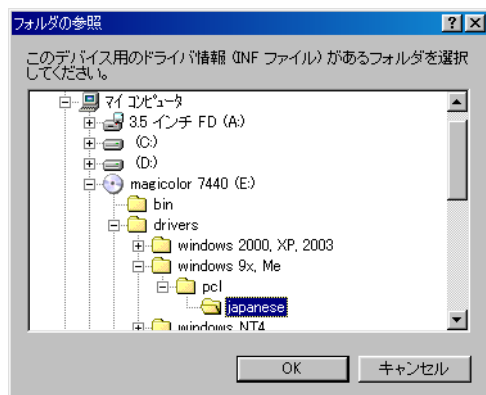 フォルダの参照
このデバイス用のドライバ情報 (INF ファイル) があるフォルダを選択
してください。
マイ コンピュータ
3.5 インチ FD (A:)
(C:)
(D:)
magicolor 7440 (E:)
bin
drivers
windows 2000, XP, 2003
windows 9x, Me
pcl
japanese
windows NT4
OK
キャンセル